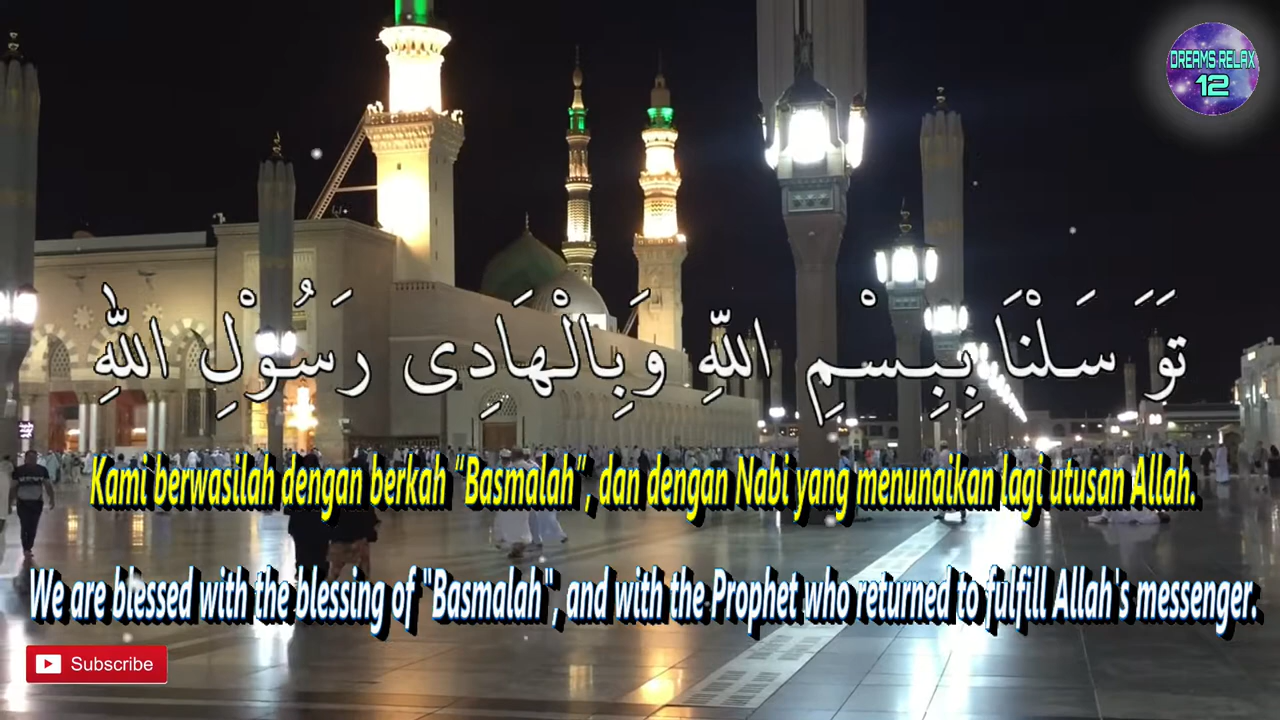 DREAMS RELAX
12
تَوَ سَلْنَا بِبِسْمِ اللّٰهِ وَبِالْهَادِى رَسُوْلِ اللّٰهِ
Kami berwasilah dengan berkah “Basmalah”, dan dengan Nabi yang menunaikan lagi utusan Allah.
We are blessed with the blessing of "Basmalah", and with the Prophet who returned to fulfill Allah's messenger.
Subscribe